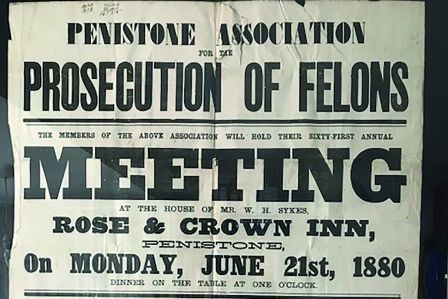 PENISTONE ASSOCIATION
FOR THE
PROSECUTION OF FELONS
THE MEMBERS OF THE ABOVE ASSOCIATION WILL HOLD THEIR SIXTY-FIRST ANNUAL
MEETING
AT THE HOUSE OF MR. W. H. SYKES,
ROSE & CROWN INN,
PENISTONE,
On MONDAY, JUNE 21st, 1880
DINNER ON THE TABLE AT ONE O'CLOCK.